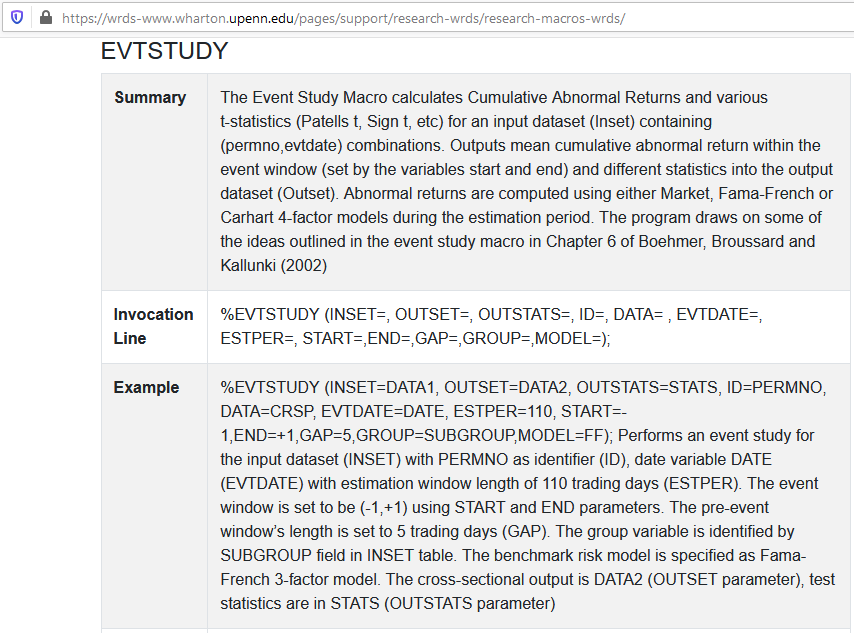 https://wrds-www.wharton.upenn.edu/pages/support/research-wrds/research-macros-wrds/
EVTSTUDY
Summary
The Event Study Macro calculates Cumulative Abnormal Returns and various
t-statistics (Patells t, Sign t, etc) for an input dataset (Inset) containing
(permno,evtdate) combinations. Outputs mean cumulative abnormal return within the
event window (set by the variables start and end) and different statistics into the output
dataset (Outset). Abnormal returns are computed using either Market, Fama-French or
Carhart 4-factor models during the estimation period. The program draws on some of
the ideas outlined in the event study macro in Chapter 6 of Boehmer, Broussard and
Kallunki (2002)
Invocation
Line
%EVTSTUDY (INSET=, OUTSET=, OUTSTATS=, ID=, DATA= , EVTDATE=,
ESTPER=, START=,END=,GAP=,GROUP=,MODEL=);
Example
%EVTSTUDY (INSET=DATA1, OUTSET=DATA2, OUTSTATS=STATS, ID=PERMNO,
DATA=CRSP, EVTDATE=DATE, ESTPER=110, START=-
1,END=+1,GAP=5,GROUP=SUBGROUP,MODEL=FF); Performs an event study for
the input dataset (INSET) with PERMNO as identifier (ID), date variable DATE
(EVTDATE) with estimation window length of 110 trading days (ESTPER). The event
window is set to be (-1,+1) using START and END parameters. The pre-event
window's length is set to 5 trading days (GAP). The group variable is identified by
SUBGROUP field in INSET table. The benchmark risk model is specified as Fama-
French 3-factor model. The cross-sectional output is DATA2 (OUTSET parameter), test
statistics are in STATS (OUTSTATS parameter)